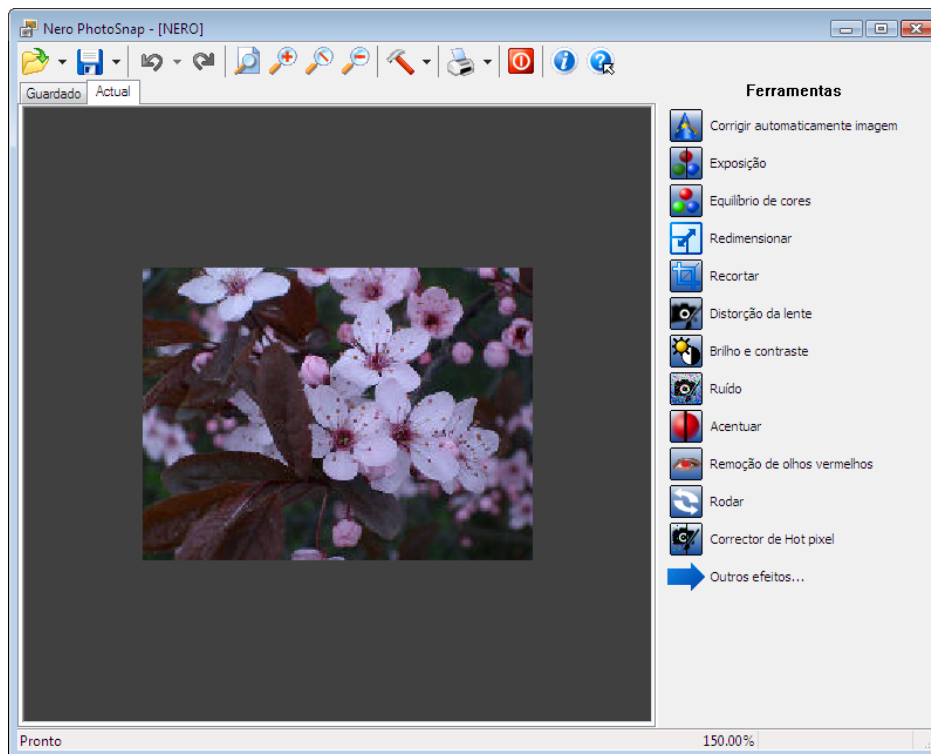 Nero PhotoSnap - [NERO]
Guardado
Actual
Ferramentas
Corrigir automaticamente imagem
Exposição
Equilíbrio de cores
Redimensionar
Recortar
Distorção da lente
Brilho e contraste
Ruído
Acentuar
Remoção de olhos vermelhos
Rodar
Corrector de Hot pixel
Outros efeitos...
Pronto
150.00%